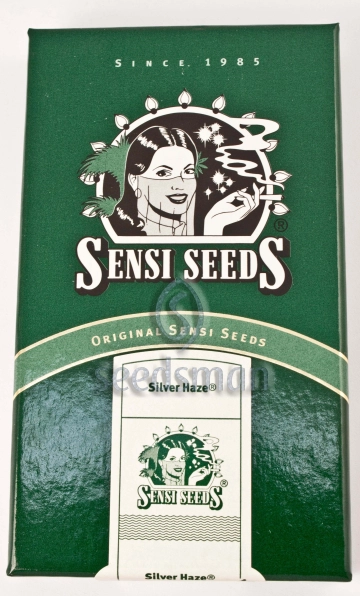 SINCE 1985
SENSI SEEDS®
ORIGINAL SENSI SEEDS
seedsman
Silver Haze®
SENSI SEEDS®
Silver Haze®